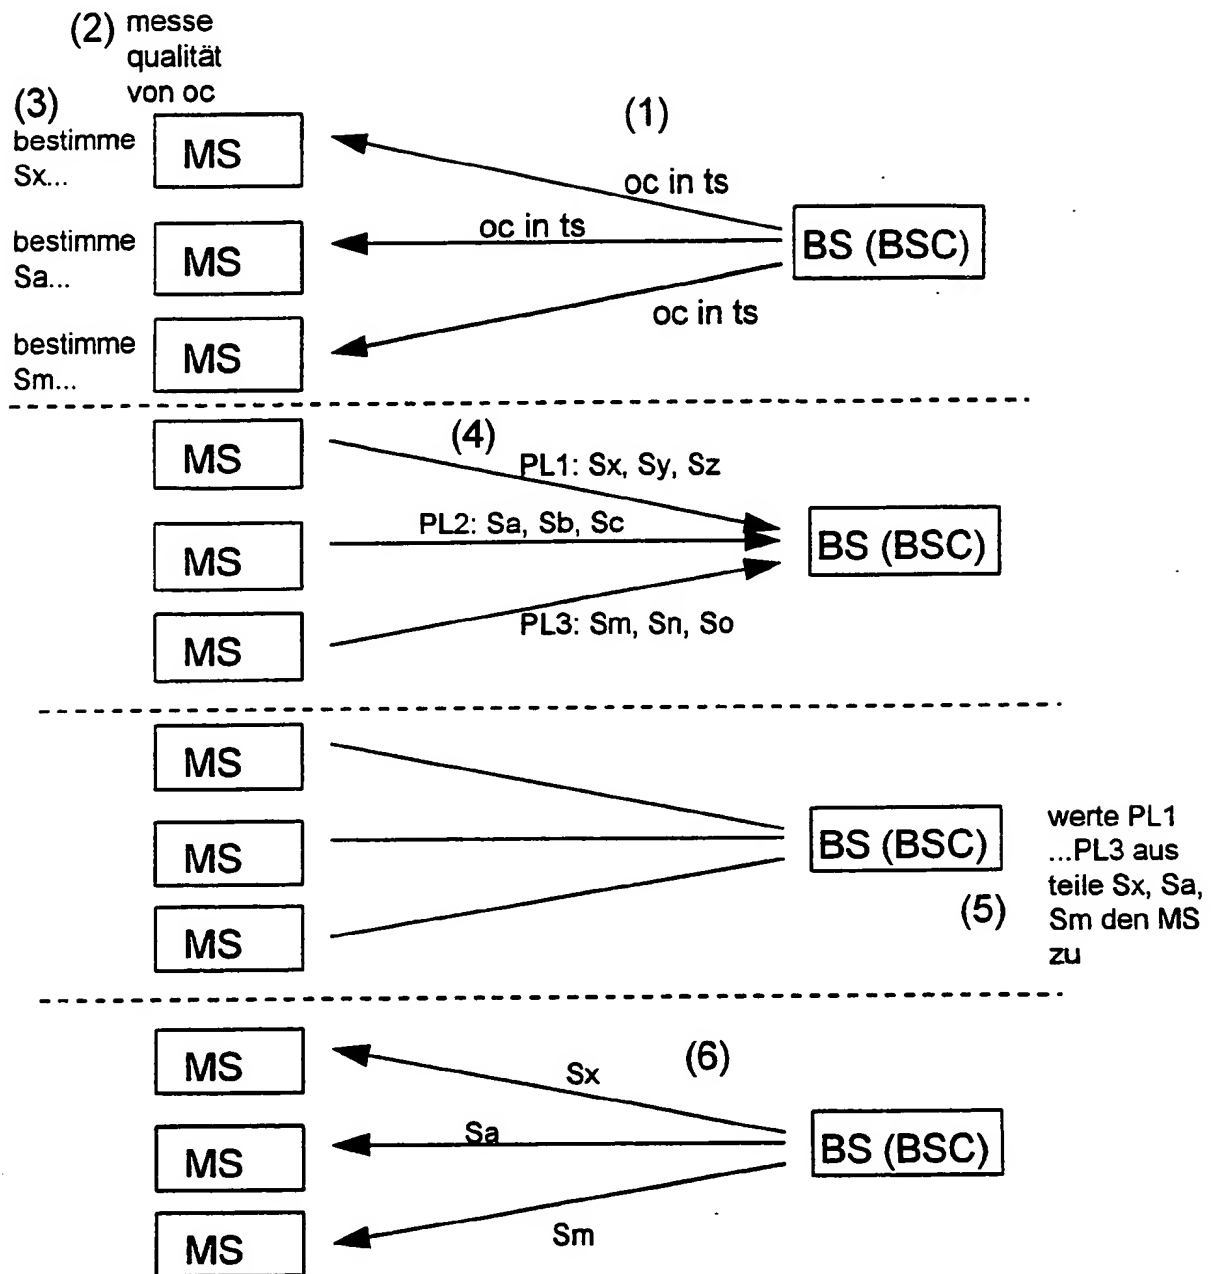 (2) messe
qualität
von oc
(3)
bestimme
Sx...
MS
(1)
oc in ts
bestimme
Sa...
MS
oc in ts
BS (BSC)
bestimme
Sm...
MS
oc in ts
MS
(4)
PL1: Sx, Sy, Sz
MS
PL2: Sa, Sb, Sc
BS (BSC)
MS
PL3: Sm, Sn, So
MS
MS
BS (BSC)
MS
(5)
werte PL1
...PL3 aus
teile Sx, Sa,
Sm den MS
zu
MS
Sx
(6)
MS
Sa
BS (BSC)
MS
Sm